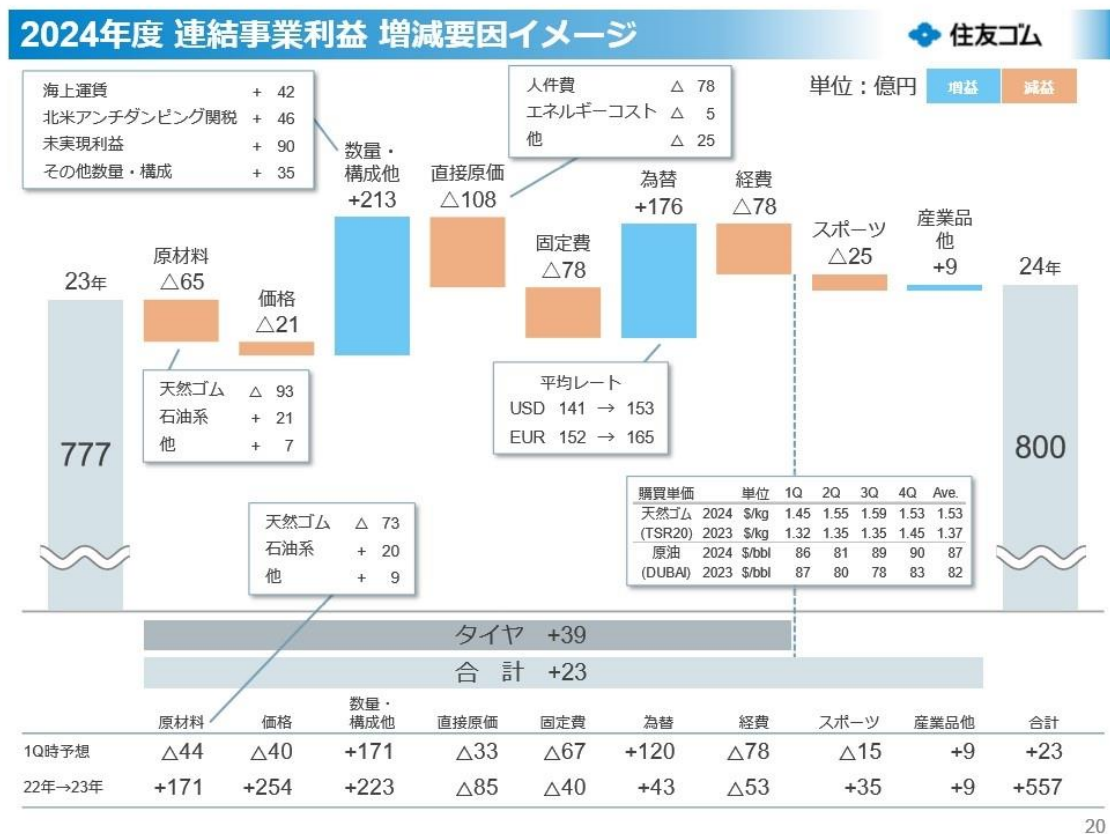 2024年度 連結事業利益 増減要因イメージ
住友ゴム
単位：億円 増益 減益
海上運賃 + 42
北米アンチダンピング関税 + 46
未実現利益 + 90
その他数量・構成 + 35
人件費 △ 78
エネルギーコスト △ 5
他 △ 25
23年
777
原材料
△65
価格
△21
数量・
構成他
+213
直接原価
△108
固定費
△78
為替
+176
経費
△78
スポーツ
△25
産業品
他
+9
24年
800
天然ゴム △ 93
石油系 + 21
他 + 7
平均レート
USD 141 → 153
EUR 152 → 165
天然ゴム △ 73
石油系 + 20
他 + 9
購買単価 単位 1Q 2Q 3Q 4Q Ave.
天然ゴム 2024 $/kg 1.45 1.55 1.59 1.53 1.53
(TSR20) 2023 $/kg 1.32 1.35 1.35 1.45 1.37
原油 2024 $/bbl 86 81 89 90 87
(DUBAI) 2023 $/bbl 87 80 78 83 82
タイヤ +39
合 計 +23
原材料 価格 数量・
構成他 直接原価 固定費 為替 経費 スポーツ 産業品他 合計
1Q時予想 △44 △40 +171 △33 △67 +120 △78 △15 +9 +23
22年→23年 +171 +254 +223 △85 △40 +43 △53 +35 +9 +557
20